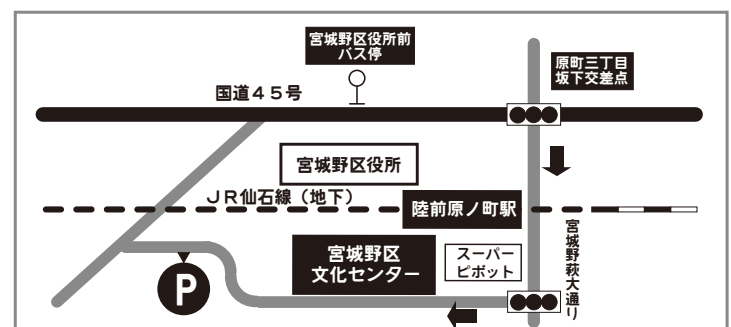 宮城野区役所前
バス停
原町三丁目
坂下交差点
国道45号
宮城野区役所
JR仙石線（地下）
陸前原ノ町駅
宮城野萩大通り
宮城野区
文化センター
スーパー
ピボット
P